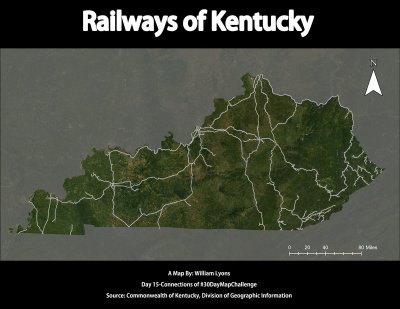 Railways of Kentucky
N
0 20 40 80 Miles
A Map By: William Lyons
Day 15-Connections of #30DayMapChallenge
Source: Commonwealth of Kentucky, Division of Geographic Information